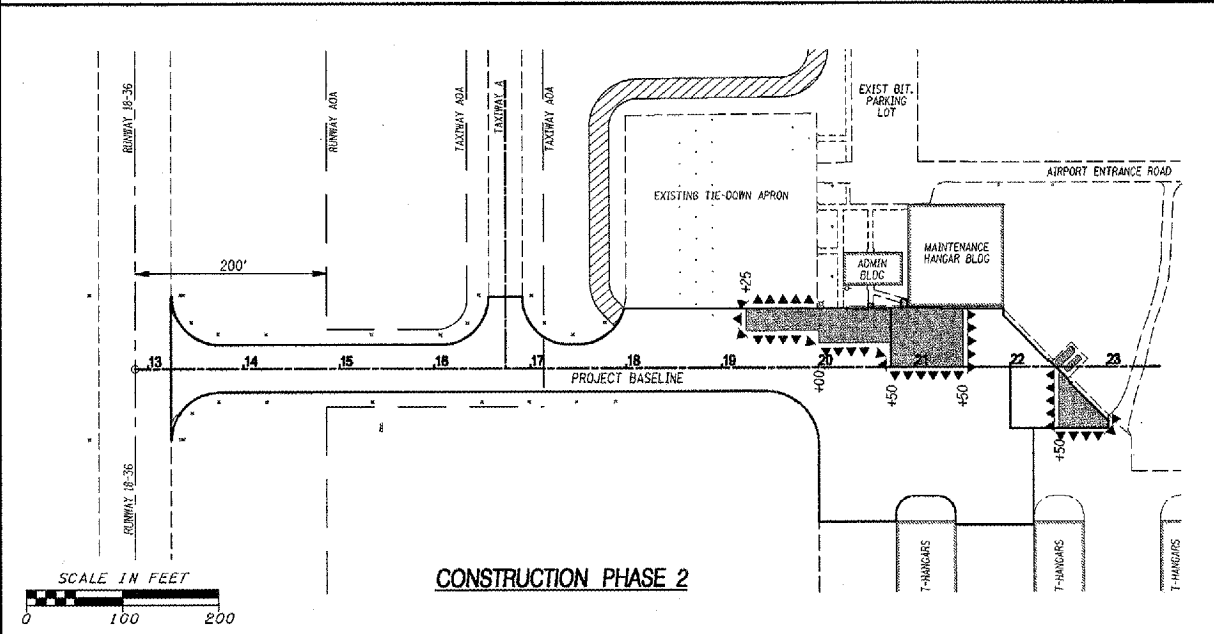 RUNWAY 18-36
RUNWAY AOA
TAXIWAY AOA
TAXIWAY A
TAXIWAY AOA
EXIST BIT.
PARKING
LOT
AIRPORT ENTRANCE ROAD
EXISTING TIE-DOWN APRON
MAINTENANCE
HANGAR BLDG
ADMIN
BLDG
200'
+25
13
14
15
16
17
18
19
20
21
22
23
PROJECT BASELINE
+00
+50
+50
+50
RUNWAY 18-36
T-HANGARS
T-HANGARS
T-HANGARS
SCALE IN FEET
0
100
200
CONSTRUCTION PHASE 2